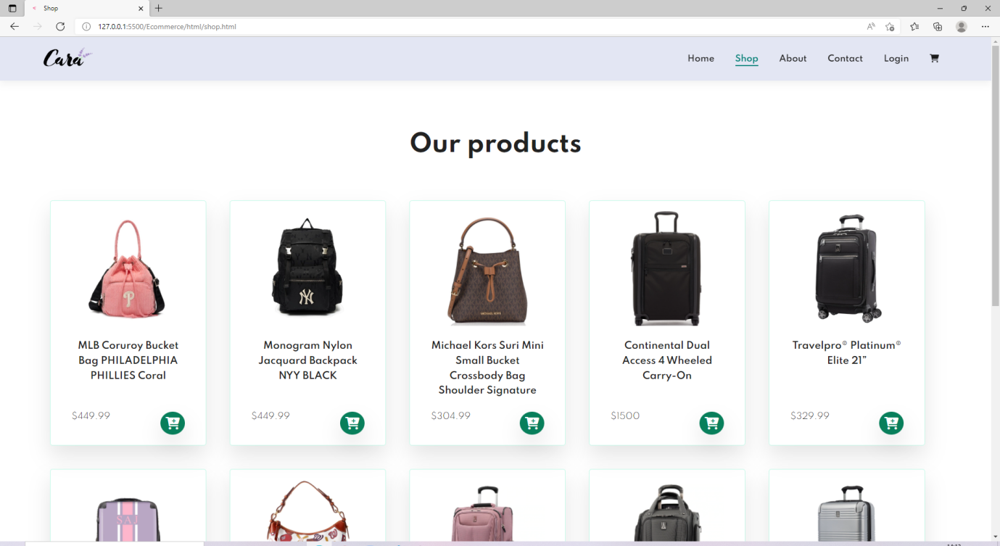 Shop
127.0.0.1:5500/Ecommerce/html/shop.html
Cara
Home Shop About Contact Login
Our products
P
NY
MICHAEL KORS
MLB Coruroy Bucket
Bag PHILADELPHIA
PHILLIES Coral
$449.99
Monogram Nylon
Jacquard Backpack
NYY BLACK
$449.99
Michael Kors Suri Mini
Small Bucket
Crossbody Bag
Shoulder Signature
$304.99
Continental Dual
Access 4 Wheeled
Carry-On
$1500
Travelpro® Platinum®
Elite 21”
$329.99
SAJ